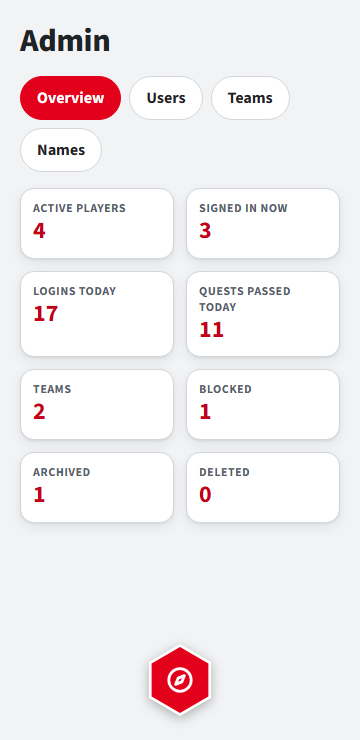 Admin
Overview Users Teams
Names
ACTIVE PLAYERS SIGNED IN NOW
4 3
LOGINS TODAY QUESTS PASSED TODAY
17 11
TEAMS BLOCKED
2 1
ARCHIVED DELETED
1 0